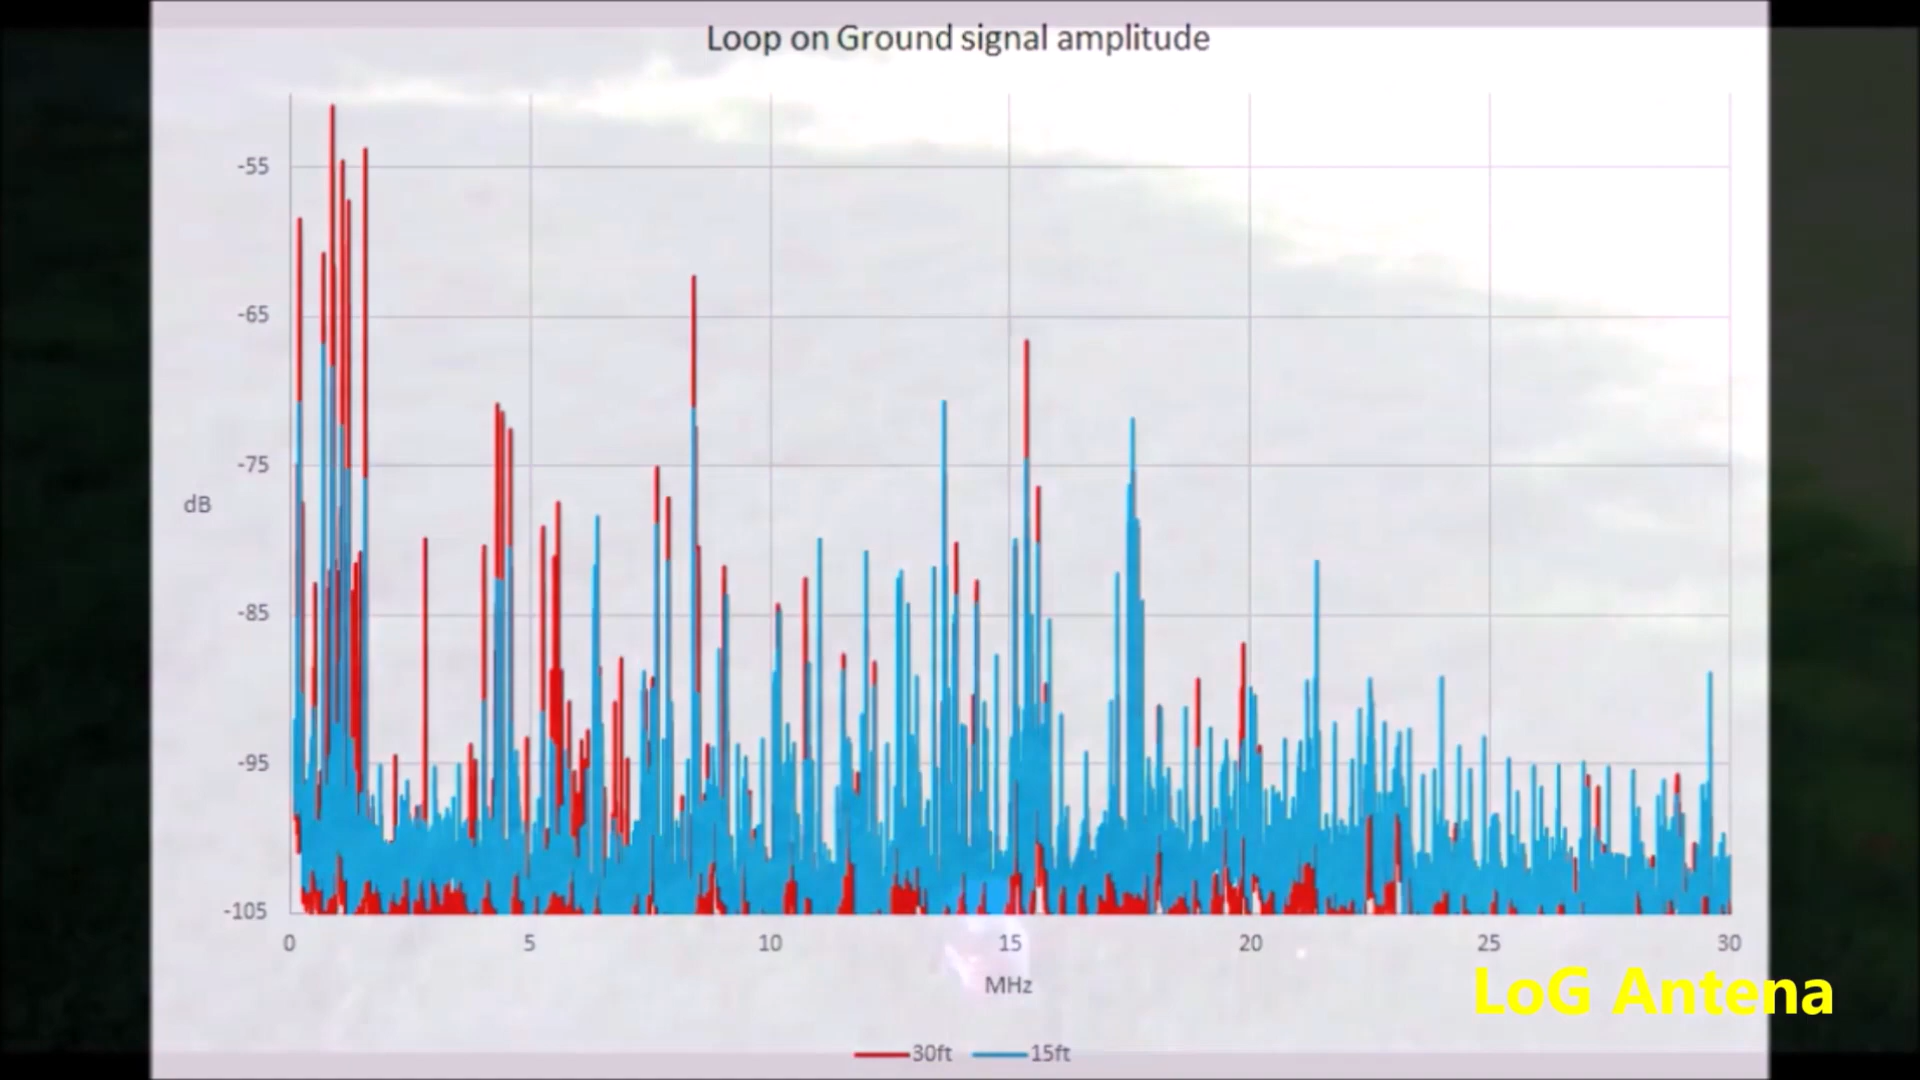 Loop on Ground signal amplitude
-55
-65
-75
dB
-85
-95
-105
0 5 10 15 20 25 30
MHz
LoG Antena
30ft 15ft